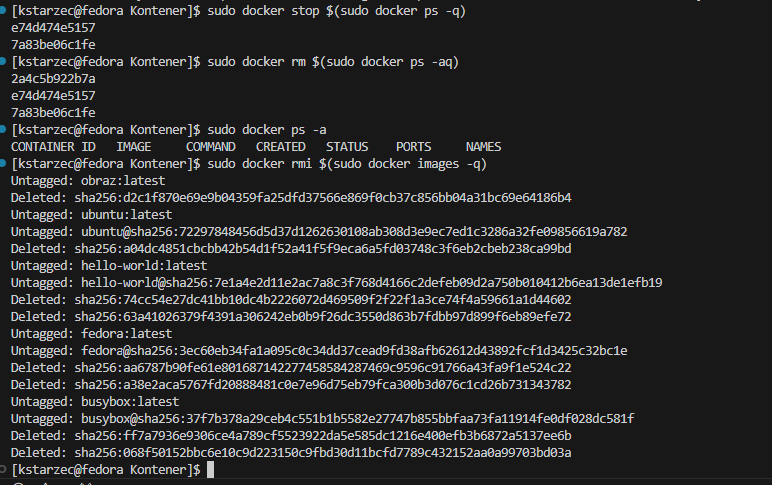 [kstarzec@fedora Kontener]$ sudo docker stop $(sudo docker ps -q)
e74d474e5157
7a83be06c1fe
[kstarzec@fedora Kontener]$ sudo docker rm $(sudo docker ps -aq)
2a4c5b922b7a
e74d474e5157
7a83be06c1fe
[kstarzec@fedora Kontener]$ sudo docker ps -a
CONTAINER ID   IMAGE     COMMAND   CREATED   STATUS    PORTS     NAMES
[kstarzec@fedora Kontener]$ sudo docker rmi $(sudo docker images -q)
Untagged: obraz:latest
Deleted: sha256:d2c1f870e69e9b04359fa25dfd37566e869f0cb37c856bb04a31bc69e64186b4
Untagged: ubuntu:latest
Untagged: ubuntu@sha256:72297848456d5d37d1262630108ab308d3e9ec7ed1c3286a32fe09856619a782
Deleted: sha256:a04dc4851cbcbb42b54d1f52a41f5f9eca6a5fd03748c3f6eb2cbeb238ca99bd
Untagged: hello-world:latest
Untagged: hello-world@sha256:7e1a4e2d11e2ac7a8c3f768d4166c2defeb09d2a750b010412b6ea13de1efb19
Deleted: sha256:74cc54e27dc41bb10dc4b2226072d469509f2f22f1a3ce74f4a59661a1d44602
Deleted: sha256:63a41026379f4391a306242eb0b9f26dc3550d863b7fdbb97d899f6eb89efe72
Untagged: fedora:latest
Untagged: fedora@sha256:3ec60eb34fa1a095c0c34dd37cead9fd38afb62612d43892fcf1d3425c32bc1e
Deleted: sha256:aa6787b90fe61e801687142277458584287469c9596c91766a43fa9f1e524c22
Deleted: sha256:a38e2aca5767fd20888481c0e7e96d75eb79fca300b3d076c1cd26b731343782
Untagged: busybox:latest
Untagged: busybox@sha256:37f7b378a29ceb4c551b1b5582e27747b855bbfaa73fa11914fe0df028dc581f
Deleted: sha256:ff7a7936e9306ce4a789cf5523922da5e585dc1216e400efb3b6872a5137ee6b
Deleted: sha256:068f50152bbc6e10c9d223150c9fbd30d11bcfd7789c432152aa0a99703bd03a
[kstarzec@fedora Kontener]$